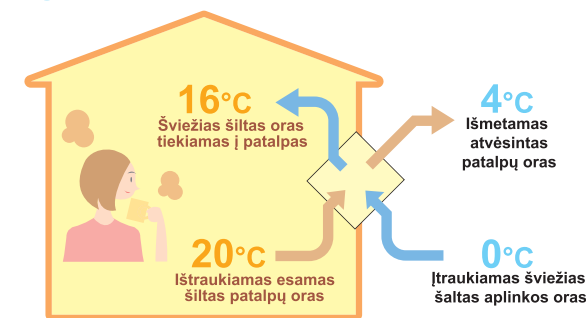 16°C
Šviežias šiltas oras
tiekiamas į patalpas
4°C
Išmetamas
atvėsintas
patalpų oras
20°C
Ištraukiamas esamas
šiltas patalpų oras
0°C
Įtraukiamas šviežias
šaltas aplinkos oras